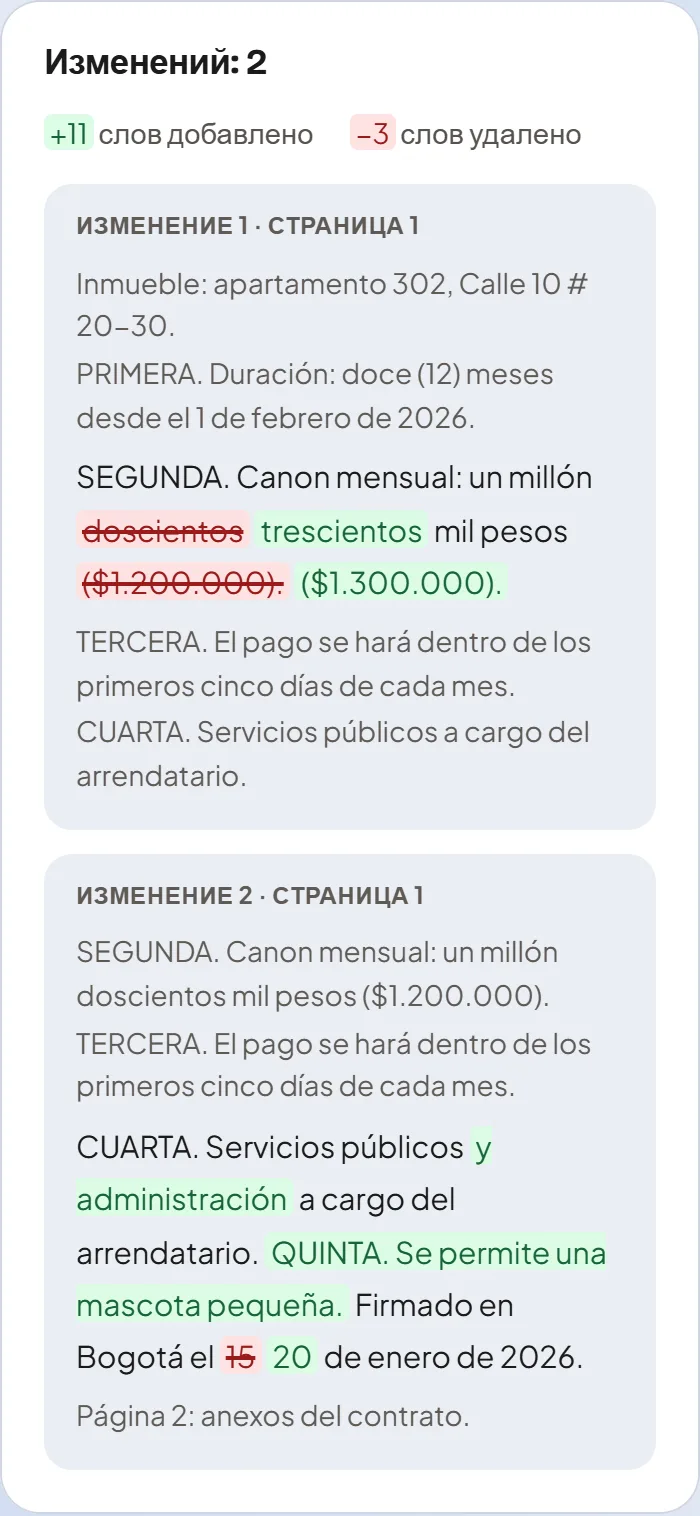 Изменений: 2
+11 слов добавлено −3 слов удалено
ИЗМЕНЕНИЕ 1 · СТРАНИЦА 1
Inmueble: apartamento 302, Calle 10 #
20–30.
PRIMERA. Duración: doce (12) meses
desde el 1 de febrero de 2026.
SEGUNDA. Canon mensual: un millón
doscientos trescientos mil pesos
($1.200.000). ($1.300.000).
TERCERA. El pago se hará dentro de los
primeros cinco días de cada mes.
CUARTA. Servicios públicos a cargo del
arrendatario.
ИЗМЕНЕНИЕ 2 · СТРАНИЦА 1
SEGUNDA. Canon mensual: un millón
doscientos mil pesos ($1.200.000).
TERCERA. El pago se hará dentro de los
primeros cinco días de cada mes.
CUARTA. Servicios públicos y
administración a cargo del
arrendatario. QUINTA. Se permite una
mascota pequeña. Firmado en
Bogotá el 15 20 de enero de 2026.
Página 2: anexos del contrato.